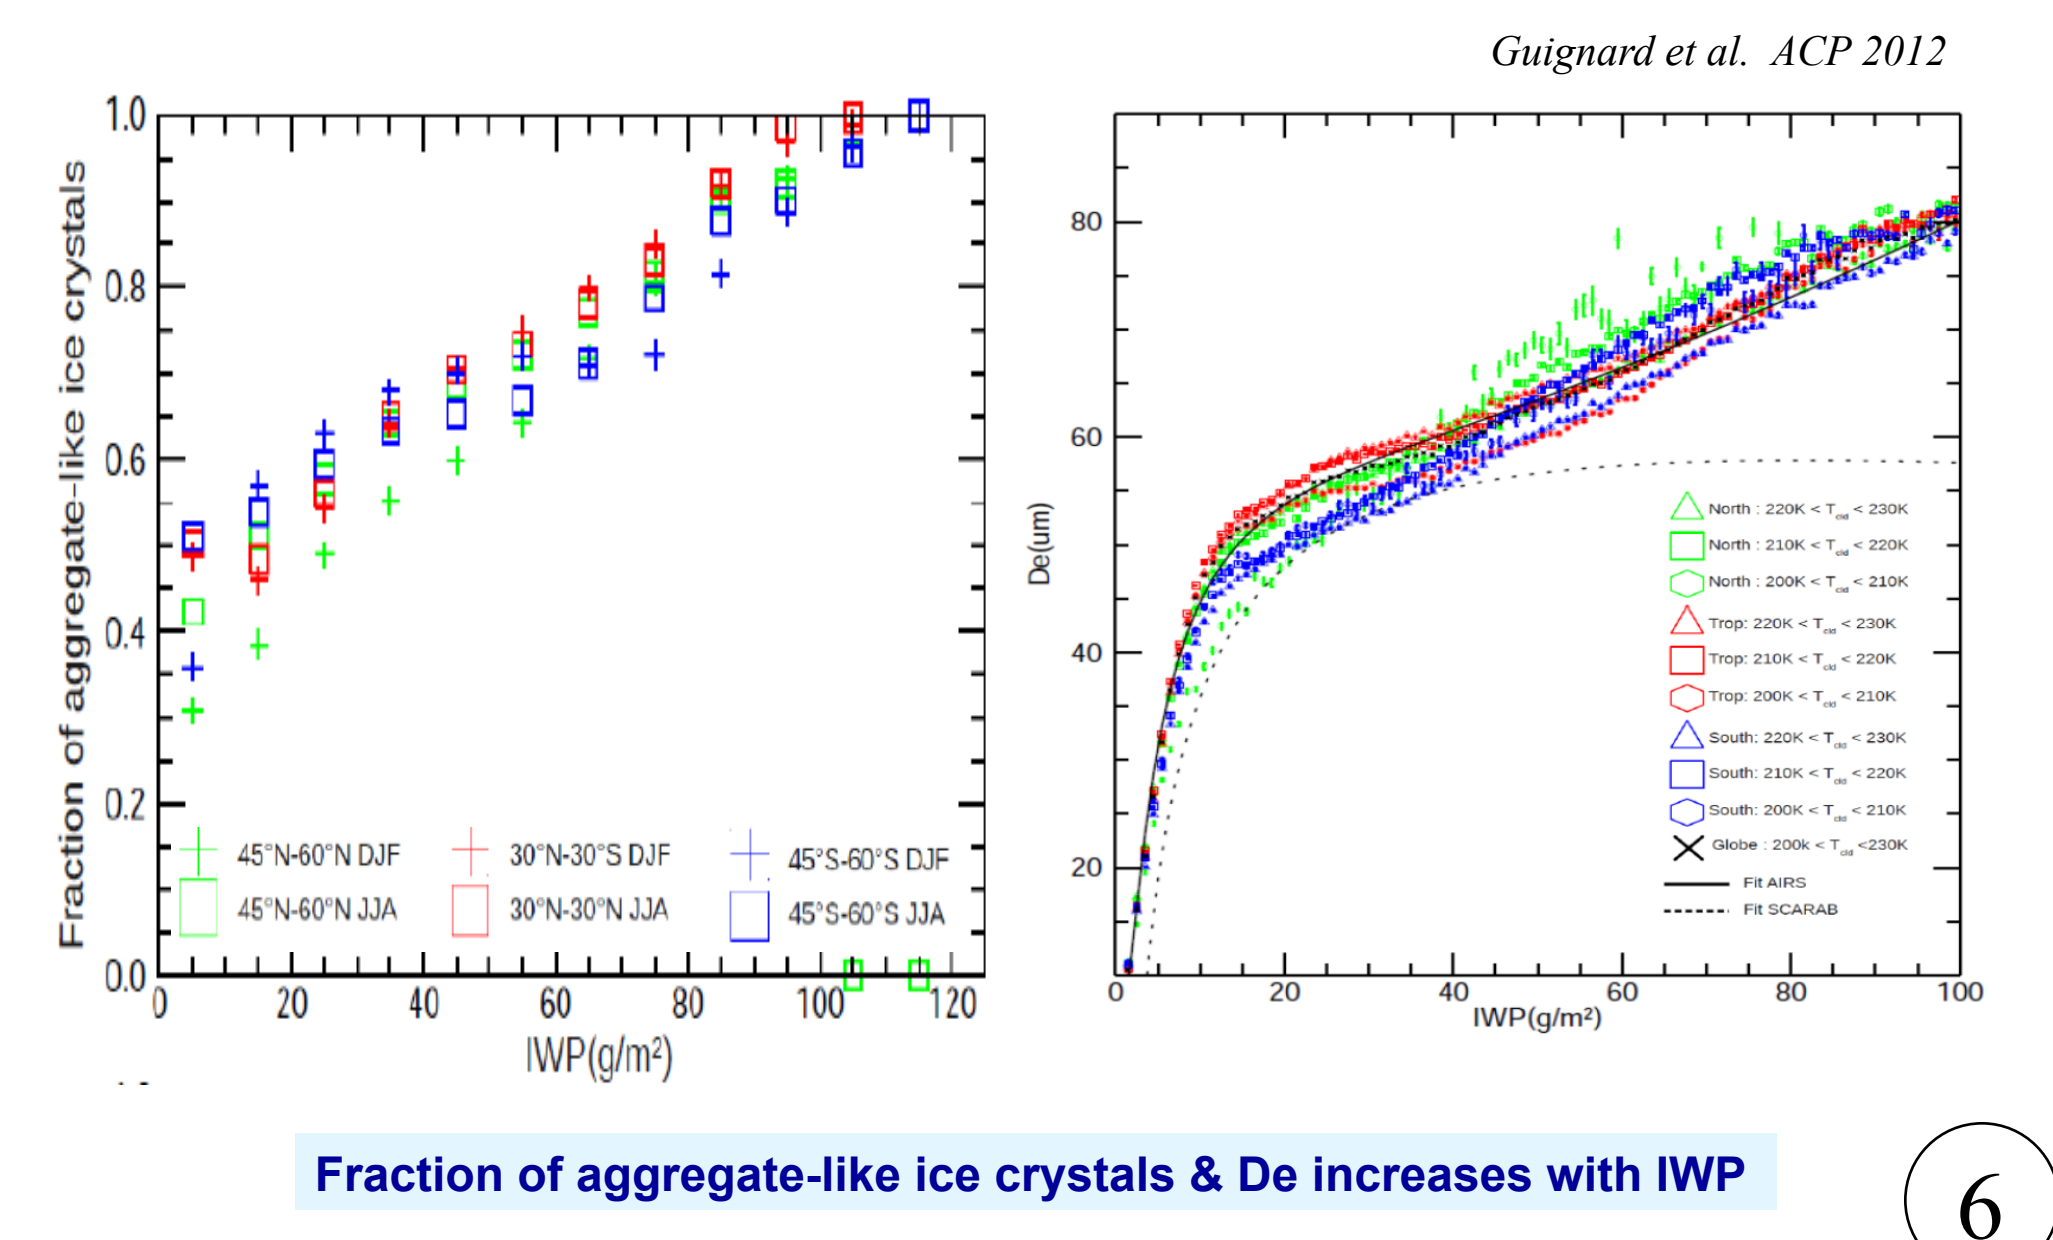 Guignard et al. ACP 2012
Fraction of aggregate-like ice crystals
1.0
0.8
0.6
0.4
0.2
0.0
45°N-60°N DJF
30°N-30°S DJF
45°S-60°S DJF
45°N-60°N JJA
30°N-30°N JJA
45°S-60°S JJA
0 20 40 60 80 100 120
IWP(g/m²)
De(um)
80
60
40
20
North : 220K < Tcld < 230K
North : 210K < Tcld < 220K
North : 200K < Tcld < 210K
Trop: 220K < Tcld < 230K
Trop: 210K < Tcld < 220K
Trop: 200K < Tcld < 210K
South: 220K < Tcld < 230K
South: 210K < Tcld < 220K
South: 200K < Tcld < 210K
Globe : 200k < Tcld <230K
Fit AIRS
Fit SCARAB
0 20 40 60 80 100
IWP(g/m²)
Fraction of aggregate-like ice crystals & De increases with IWP
6